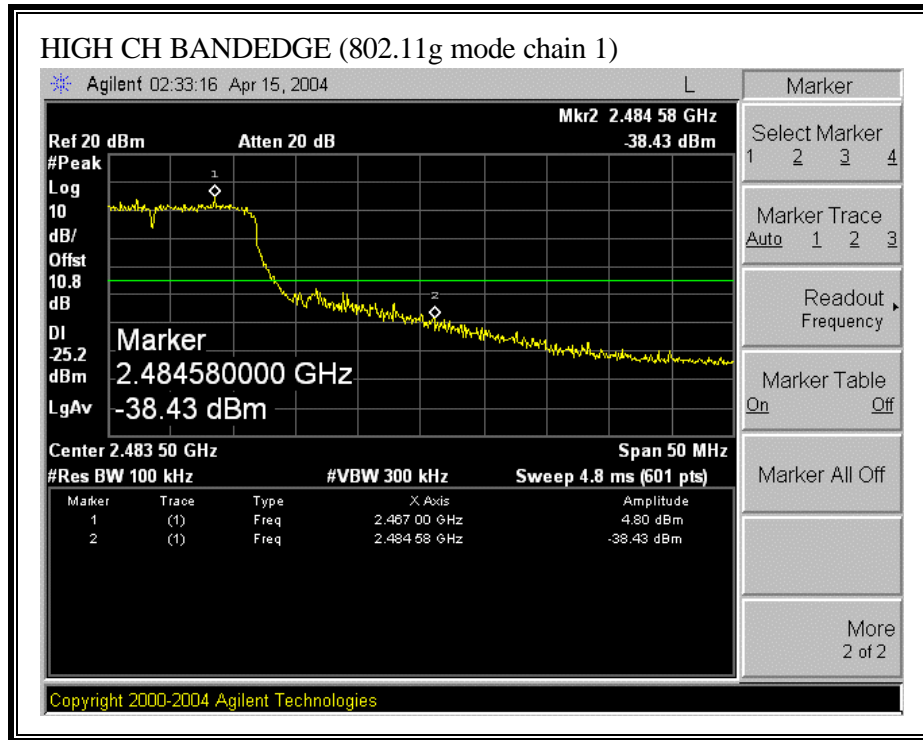 HIGH CH BANDEDGE (802.11g mode chain 1)
Agilent 02:33:16 Apr 15, 2004 L
Mkr2 2.484 58 GHz
Ref 20 dBm Atten 20 dB -38.43 dBm
#Peak
Log
10
dB/
Offst
10.8
dB
DI
-25.2
dBm
LgAv
1
2
Marker
2.484580000 GHz
-38.43 dBm
Center 2.483 50 GHz Span 50 MHz
#Res BW 100 kHz #VBW 300 kHz Sweep 4.8 ms (601 pts)
Marker Trace Type X Axis Amplitude
1 (1) Freq 2.467 00 GHz 4.80 dBm
2 (1) Freq 2.484 58 GHz -38.43 dBm
Marker
Select Marker
1 2 3 4
Marker Trace
Auto 1 2 3
Readout
Frequency
Marker Table
On Off
Marker All Off
More
2 of 2
Copyright 2000-2004 Agilent Technologies